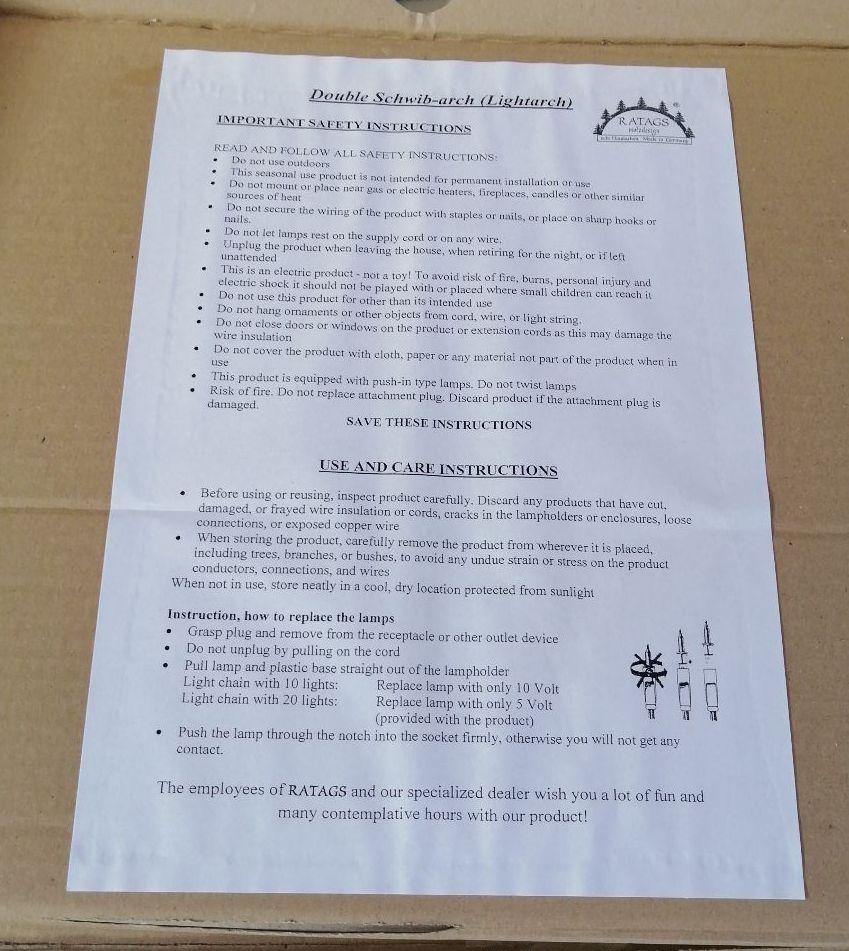 Double Schwib-arch (Lightarch)
®
RATAGS
holzdesign
Made in Germany
IMPORTANT SAFETY INSTRUCTIONS
READ AND FOLLOW ALL SAFETY INSTRUCTIONS:
• Do not use outdoors
• This seasonal use product is not intended for permanent installation or use
• Do not mount or place near gas or electric heaters, fireplaces, candles or other similar
sources of heat
• Do not secure the wiring of the product with staples or nails, or place on sharp hooks or
nails.
• Do not let lamps rest on the supply cord or on any wire.
• Unplug the product when leaving the house, when retiring for the night, or if left
unattended
• This is an electric product - not a toy! To avoid risk of fire, burns, personal injury and
electric shock it should not be played with or placed where small children can reach it
• Do not use this product for other than its intended use
• Do not hang ornaments or other objects from cord, wire, or light string.
• Do not close doors or windows on the product or extension cords as this may damage the
wire insulation
• Do not cover the product with cloth, paper or any material not part of the product when in
use
• This product is equipped with push-in type lamps. Do not twist lamps
• Risk of fire. Do not replace attachment plug. Discard product if the attachment plug is
damaged.
SAVE THESE INSTRUCTIONS
USE AND CARE INSTRUCTIONS
• Before using or reusing, inspect product carefully. Discard any products that have cut,
damaged, or frayed wire insulation or cords, cracks in the lampholders or enclosures, loose
connections, or exposed copper wire
• When storing the product, carefully remove the product from wherever it is placed,
including trees, branches, or bushes, to avoid any undue strain or stress on the product
conductors, connections, and wires
When not in use, store neatly in a cool, dry location protected from sunlight
Instruction, how to replace the lamps
• Grasp plug and remove from the receptacle or other outlet device
• Do not unplug by pulling on the cord
• Pull lamp and plastic base straight out of the lampholder
Light chain with 10 lights: Replace lamp with only 10 Volt
Light chain with 20 lights: Replace lamp with only 5 Volt
(provided with the product)
• Push the lamp through the notch into the socket firmly, otherwise you will not get any
contact.
The employees of RATAGS and our specialized dealer wish you a lot of fun and
many contemplative hours with our product!